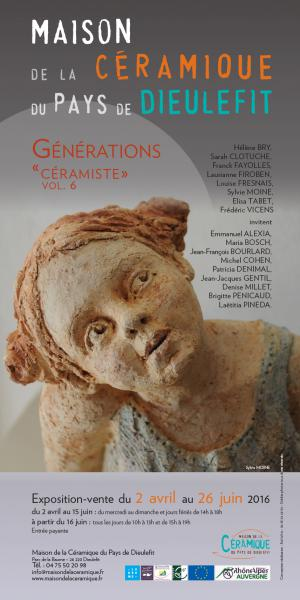 MAISON
DE LA CÉRAMIQUE
DU PAYS DE DIEULEFIT
GÉNÉRATIONS
"CÉRAMISTE"
VOL. 6
Hélène BRY,
Sarah CLOTUCHE,
Franck FAYOLLES,
Laurianne FIROBEN,
Louise FRESNAIS,
Sylvie MOINE,
Elisa TABET,
Frédéric VICENS
invitent
Emmanuel ALEXIA,
Maria BOSCH,
Jean-François BOURLARD,
Michel COHEN,
Patricia DENIMAL,
Jean-Jacques GENTIL,
Denise MILLET,
Brigitte PENICAUD,
Laëtitia PINEDA.
Sylvie MOINE
Exposition-vente du 2 avril au 26 juin 2016
du 2 avril au 15 juin : du mercredi au dimanche et jours fériés de 14h à 18h
à partir du 16 juin : tous les jours de 10h à 13h et de 15h à 19h
Entrée payante
Maison de la Céramique du Pays de Dieulefit
Parc de la Baume - 26 220 Dieulefit
Tél. : 04 75 50 20 98
info@maisondelaceramique.fr
www.maisondelaceramique.fr
MAISON DE LA
CÉRAMIQUE
DU PAYS DE DIEULEFIT
RhôneAlpes
AUVERGNE